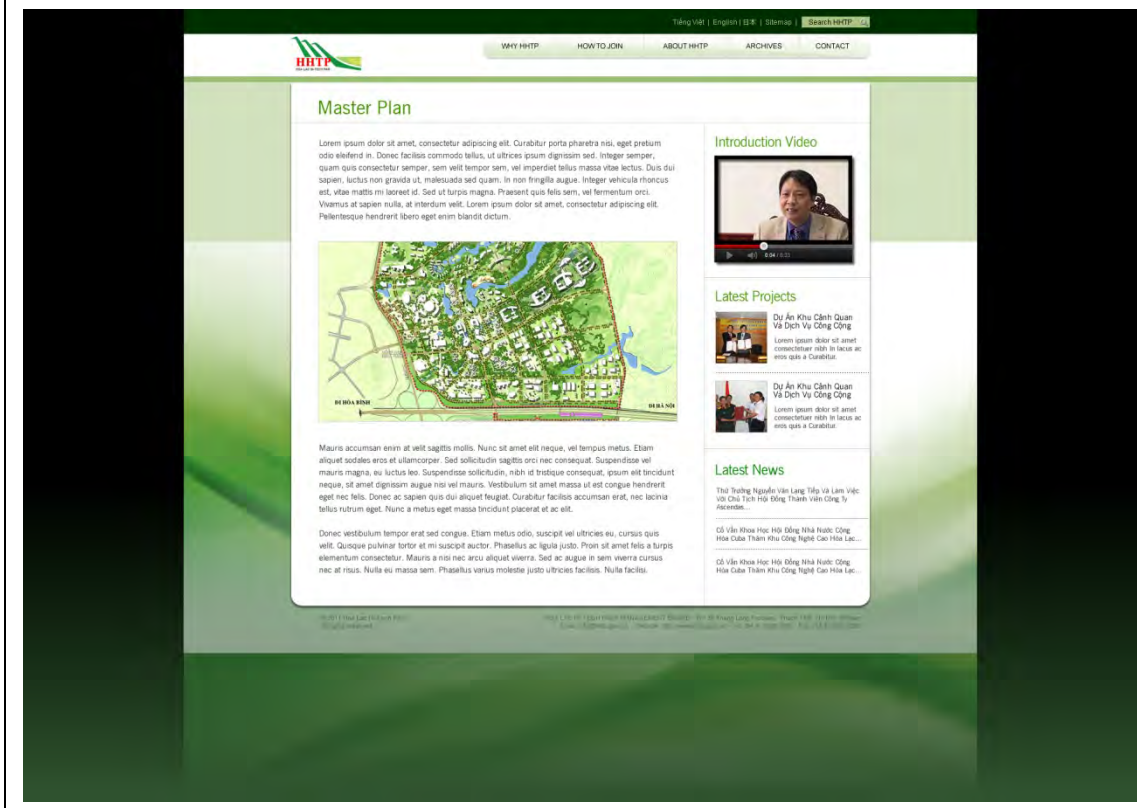 Tiếng Việt | English | 日本 | Sitemap | Search HHTP
HHTP
WHY HHTP
HOW TO JOIN
ABOUT HHTP
ARCHIVES
CONTACT
Master Plan
Lorem ipsum dolor sit amet, consectetur adipiscing elit. Curabitur porta pharetra nisi, eget pretium
odio eleifend in. Donec facilisis commodo tellus, ut ultrices ipsum dignissim sed. Integer semper,
quam quis consectetur semper, sem velit tempor sem, vel imperdiet tellus massa vitae lectus. Duis dui
sapien, luctus non gravida ut, malesuada sed quam. In non fringilla augue. Integer vehicula rhoncus
est, vitae mattis mi laoreet id. Sed ut turpis magna. Praesent quis felis sem, vel fermentum orci.
Vivamus at sapien nulla, at interdum velit. Lorem ipsum dolor sit amet, consectetur adipiscing elit.
Pellentesque hendrerit libero eget enim blandit dictum.
ĐI HÒA BÌNH
ĐI HÀ NỘI
Mauris accumsan enim at velit sagittis mollis. Nunc sit amet elit neque, vel tempus metus. Etiam
aliquet sodales eros et ullamcorper. Sed sollicitudin sagittis orci nec consequat. Suspendisse vel
mauris magna, eu luctus leo. Suspendisse sollicitudin, nibh id tristique consequat, ipsum elit tincidunt
neque, sit amet dignissim augue nisi vel mauris. Vestibulum sit amet massa ut est congue hendrerit
eget nec felis. Donec ac sapien quis dui aliquet feugiat. Curabitur facilisis accumsan erat, nec lacinia
tellus rutrum eget. Nunc a metus eget massa tincidunt placerat et ac elit.
Donec vestibulum tempor erat sed congue. Etiam metus odio, suscipit vel ultricies eu, cursus quis
velit. Quisque pulvinar tortor et mi suscipit auctor. Phasellus ac ligula justo. Proin sit amet felis a turpis
elementum consectetur. Mauris a nisi nec arcu aliquet viverra. Sed ac augue in sem viverra cursus
nec at risus. Nulla eu massa sem. Phasellus varius molestie justo ultricies facilisis. Nulla facilisi.
Introduction Video
0:04 / 0:33
Latest Projects
Dự Án Khu Cảnh Quan
Và Dịch Vụ Công Cộng
Lorem ipsum dolor sit amet
consectetuer nibh In lacus ac
eros quis a Curabitur.
Dự Án Khu Cảnh Quan
Và Dịch Vụ Công Cộng
Lorem ipsum dolor sit amet
consectetuer nibh In lacus ac
eros quis a Curabitur.
Latest News
Thứ Trưởng Nguyễn Văn Lạng Tiếp Và Làm Việc
Với Chủ Tịch Hội Đồng Thành Viên Công Ty
Ascendas...
Cố Vấn Khoa Học Hội Đồng Nhà Nước Cộng
Hòa Cuba Thăm Khu Công Nghệ Cao Hòa Lạc...
Cố Vấn Khoa Học Hội Đồng Nhà Nước Cộng
Hòa Cuba Thăm Khu Công Nghệ Cao Hòa Lạc...